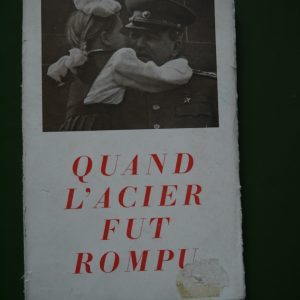 QUAND
L'ACIER
FUT
ROMPU